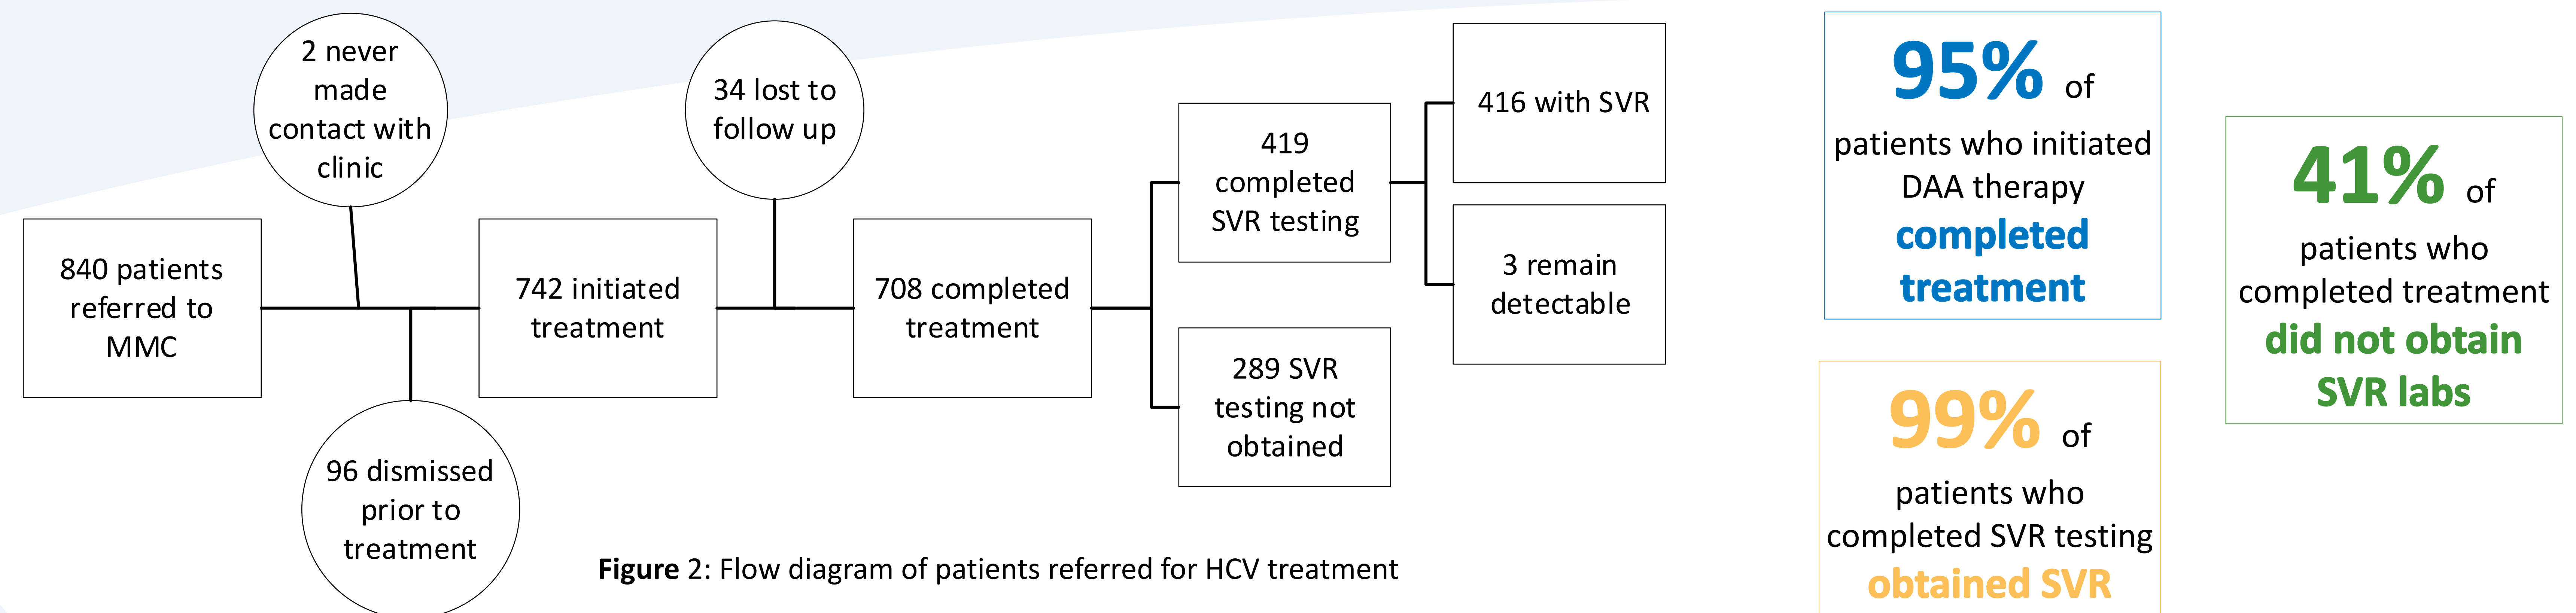 2 never
made
contact with
clinic
34 lost to
follow up
840 patients
referred to
MMC
96 dismissed
prior to
treatment
742 initiated
treatment
708 completed
treatment
419
completed
SVR testing
289 SVR
testing not
obtained
416 with SVR
3 remain
detectable
Figure 2: Flow diagram of patients referred for HCV treatment
95% of
patients who initiated
DAA therapy
completed
treatment
99% of
patients who
completed SVR testing
obtained SVR
41% of
patients who
completed treatment
did not obtain
SVR labs